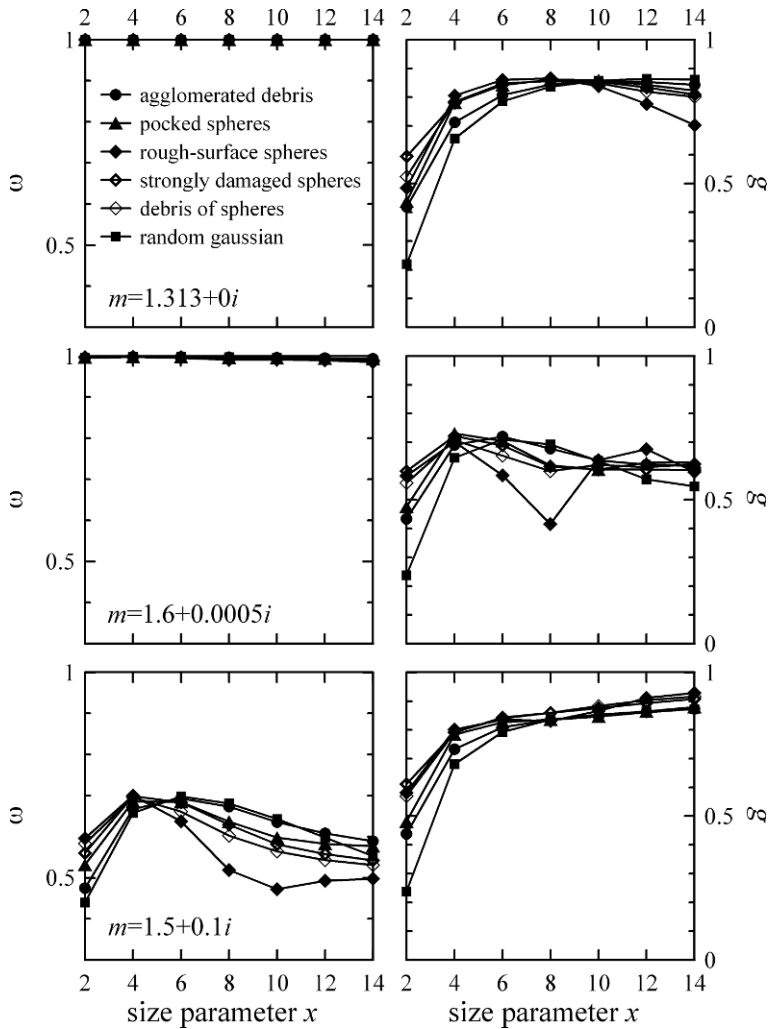 2 4 6 8 10 12 14 2 4 6 8 10 12 14
1
1
agglomerated debris
pocked spheres
rough-surface spheres
strongly damaged spheres
debris of spheres
random gaussian
ω
0.5
0.5
g
m=1.313+0i
0
1
1
ω
0.5
0.5
g
m=1.6+0.0005i
0
1
1
ω
0.5
0.5
g
m=1.5+0.1i
0
2 4 6 8 10 12 14 2 4 6 8 10 12 14
size parameter x size parameter x